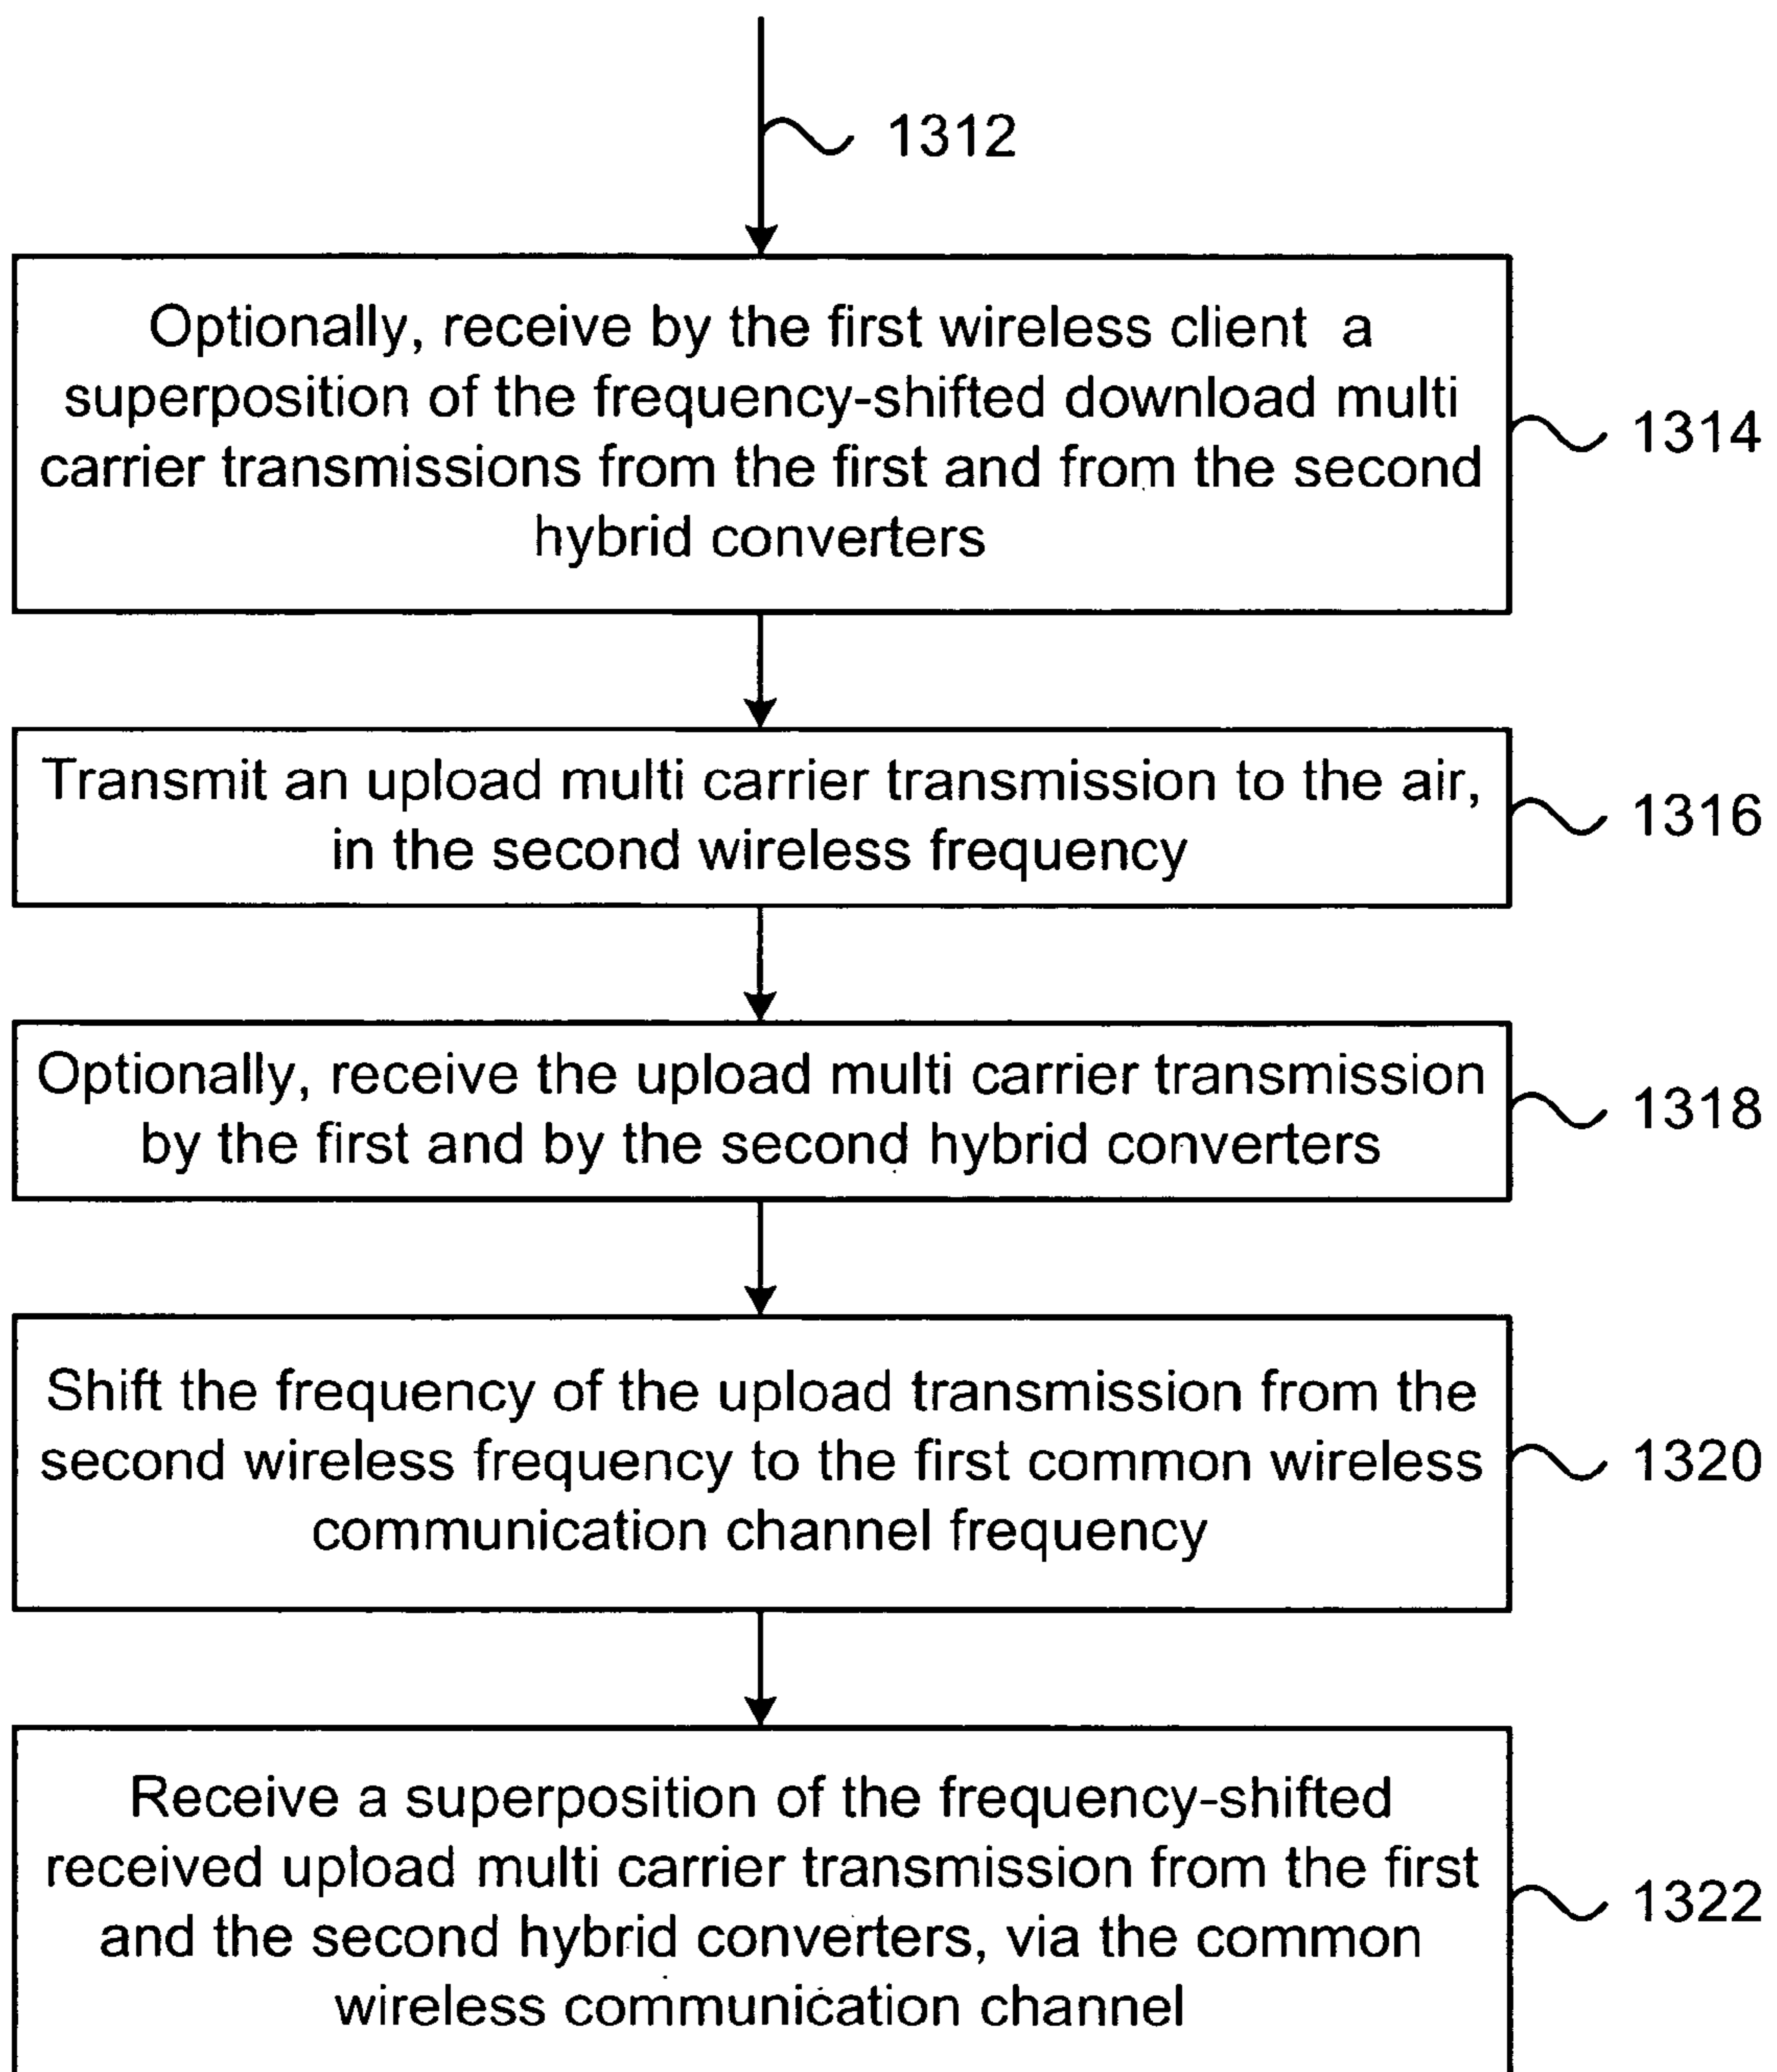 1312
Optionally, receive by the first wireless client a
superposition of the frequency-shifted download multi
carrier transmissions from the first and from the second
hybrid converters
1314
Transmit an upload multi carrier transmission to the air,
in the second wireless frequency
1316
Optionally, receive the upload multi carrier transmission
by the first and by the second hybrid converters
1318
Shift the frequency of the upload transmission from the
second wireless frequency to the first common wireless
communication channel frequency
1320
Receive a superposition of the frequency-shifted
received upload multi carrier transmission from the first
and the second hybrid converters, via the common
wireless communication channel
1322